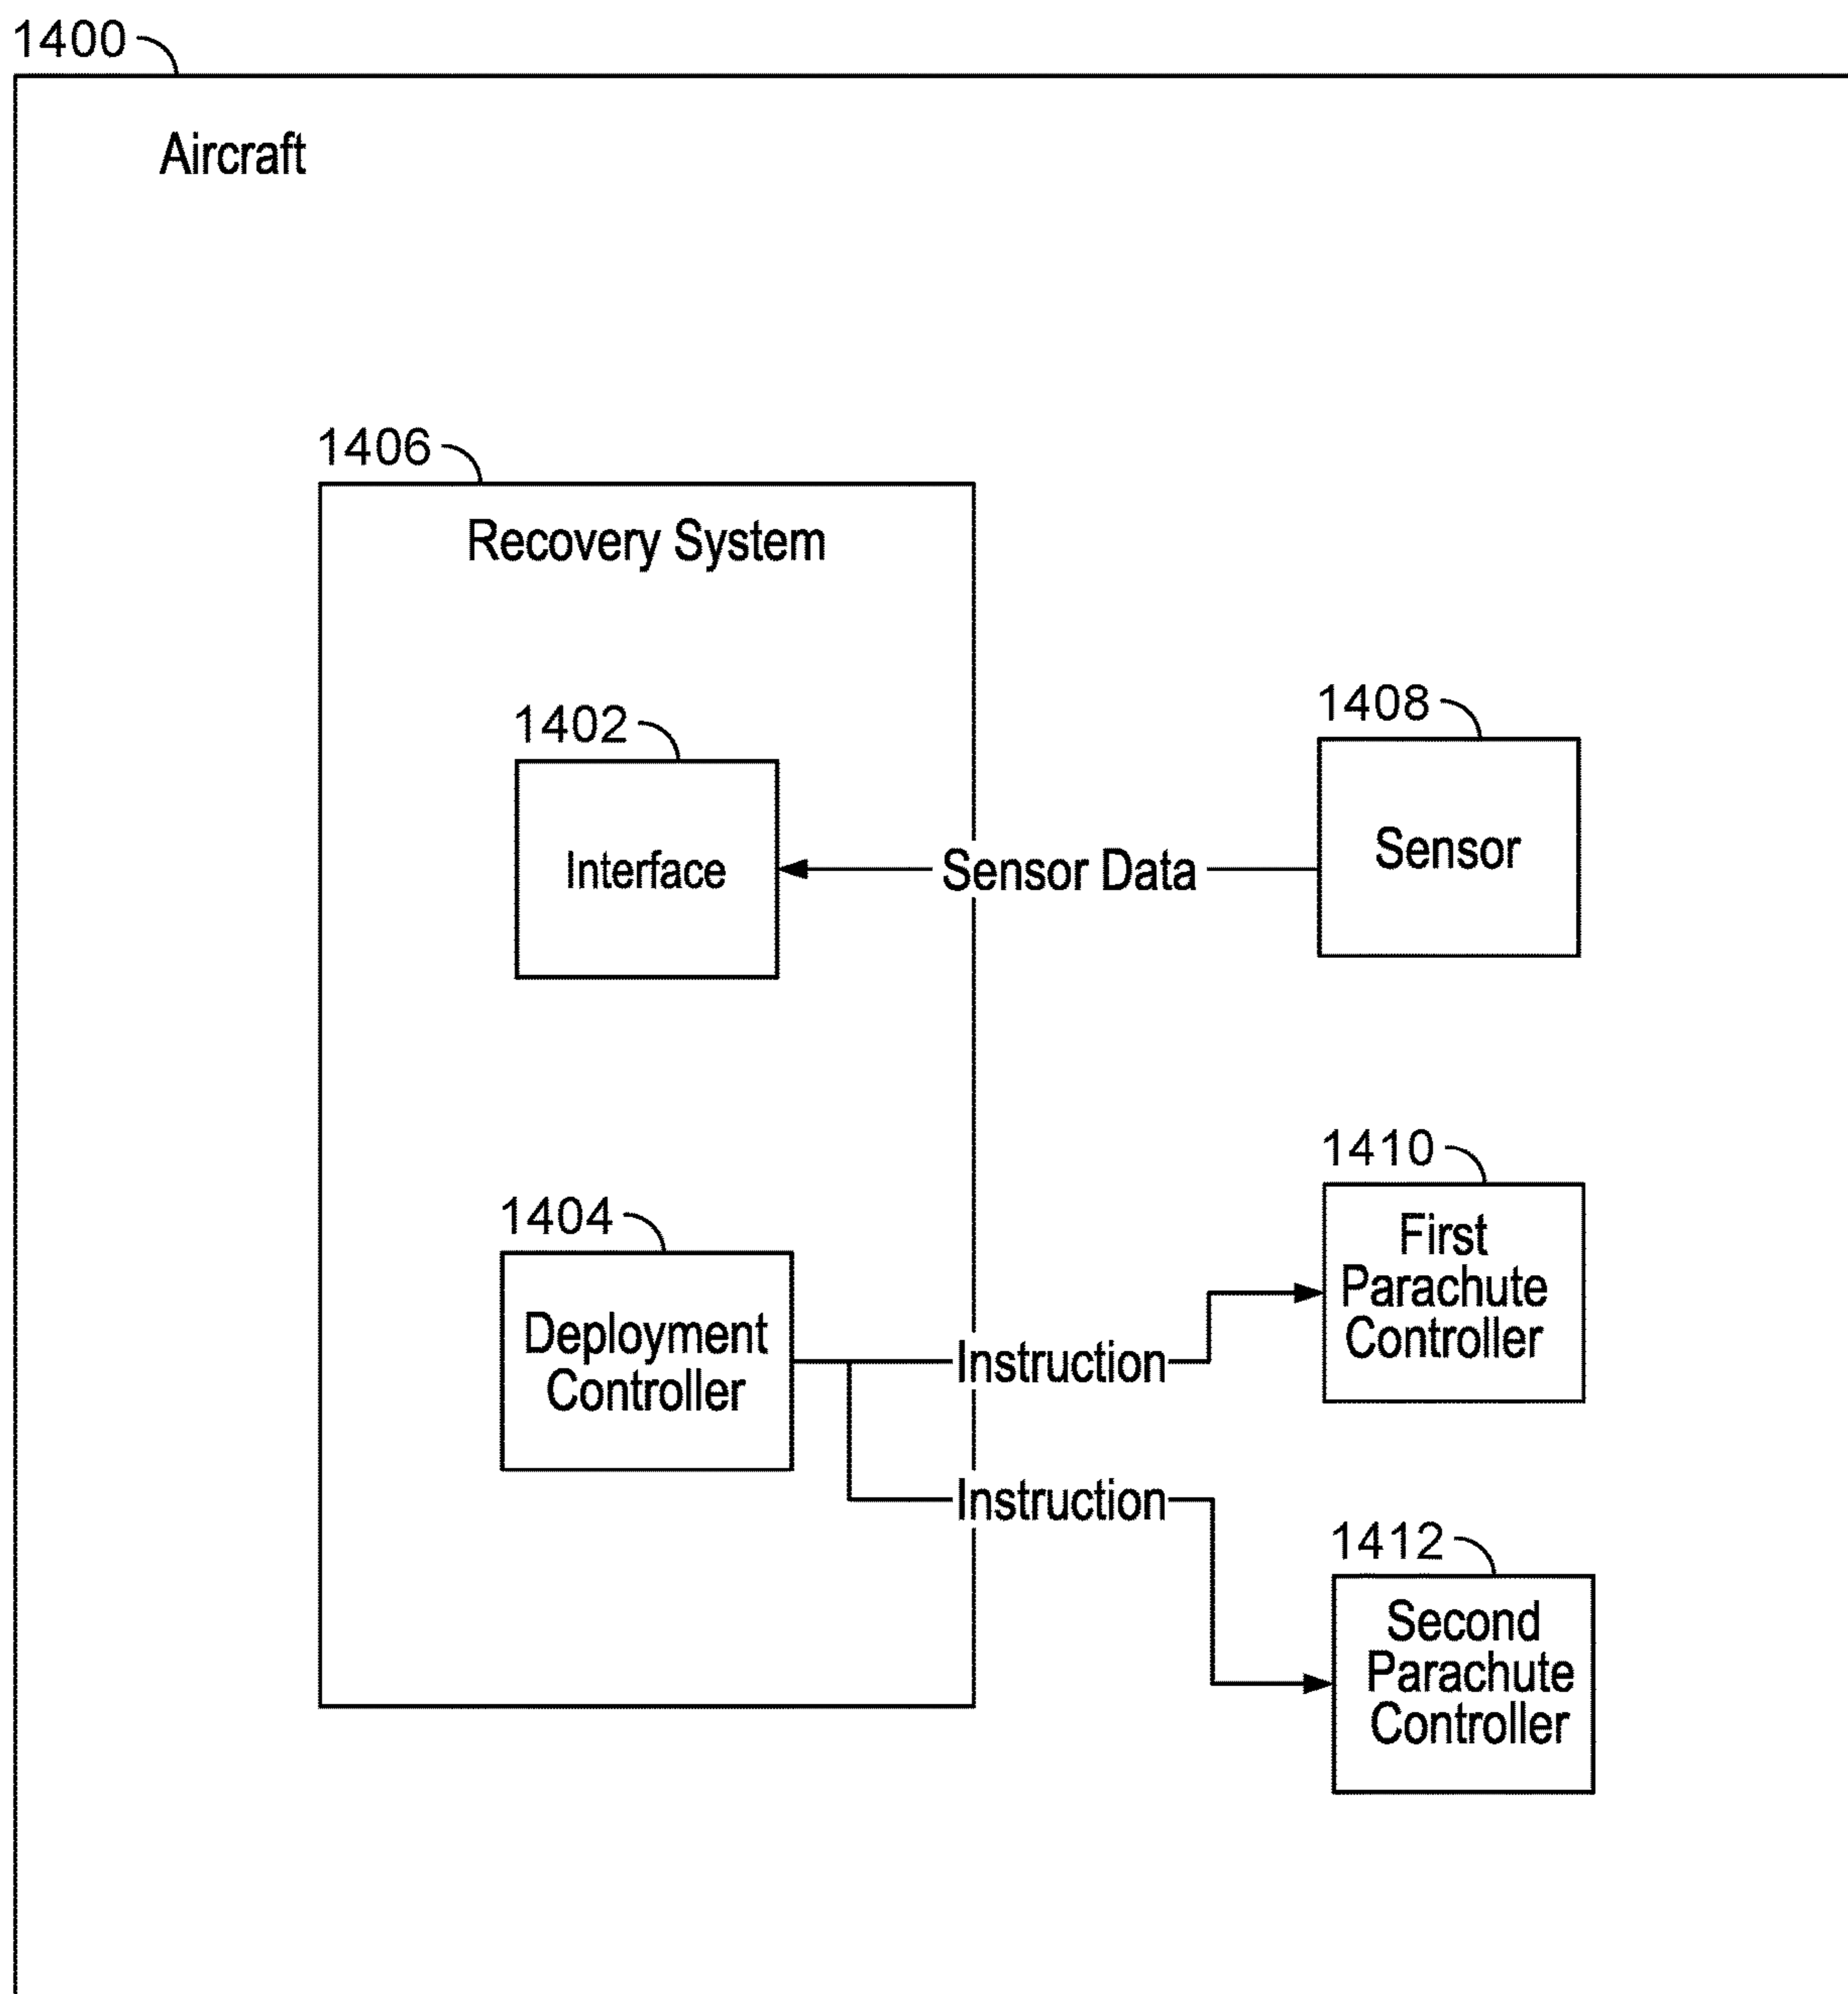 1400
Aircraft
1406
Recovery System
1402
1408
Interface
Sensor Data
Sensor
1404
1410
Deployment
Controller
Instruction
First
Parachute
Controller
Instruction
1412
Second
Parachute
Controller